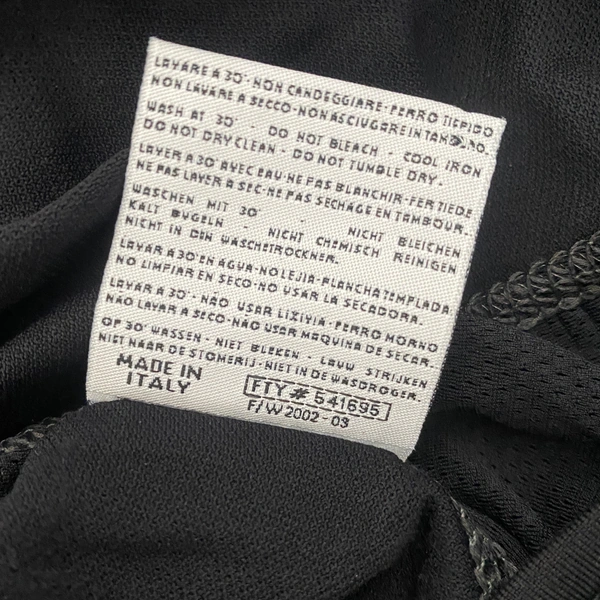 LAVARE A 30°-NON CANDEGGIARE-FERRO TIEPIDO
NON LAVARE A SECCO-NON ASCIUGARE IN TAMB.NO.
WASH AT 30° - DO NOT BLEACH - COOL IRON
DO NOT DRY CLEAN - DO NOT TUMBLE DRY.
LAVER A 30° AVEC EAU-NE PAS BLANCHIR-FER TIEDE
NE PAS LAVER A SEC-NE PAS SECHAGE EN TAMBOUR.
WASCHEN MIT 30° - NICHT BLEICHEN
KALT BUGELN - NICHT CHEMISCH REINIGEN
NICHT IN DEN WASCHETROCKNER.
LAVAR A 30°EN AGUA-NO LEJIA-PLANCHA TEMPLADA
NO LIMPIAR EN SECO-NO USAR LA SECADORA.
LAVAR A 30°- NÃO USAR LIXIVIA-FERRO MORNO
NÃO LAVAR A SECO-NÃO USAR MAQUINA DE SECAR.
OP 30° WASSEN - NIET BLEKEN - LAUW STRIJKEN
NIET NAAR DE STOMERIJ-NIET IN DE WASDROGER.
MADE IN
ITALY
FTY# 541695
F/W 2002-03